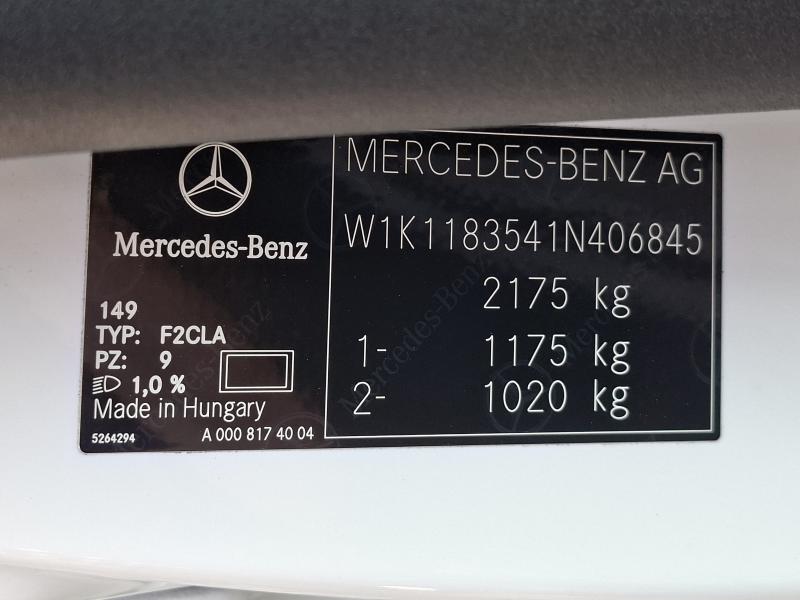 Mercedes-Benz
149
TYP: F2CLA
PZ: 9
1,0 %
Made in Hungary
5264294 A 000 817 40 04
MERCEDES-BENZ AG
W1K1183541N406845
2175 kg
1- 1175 kg
2- 1020 kg